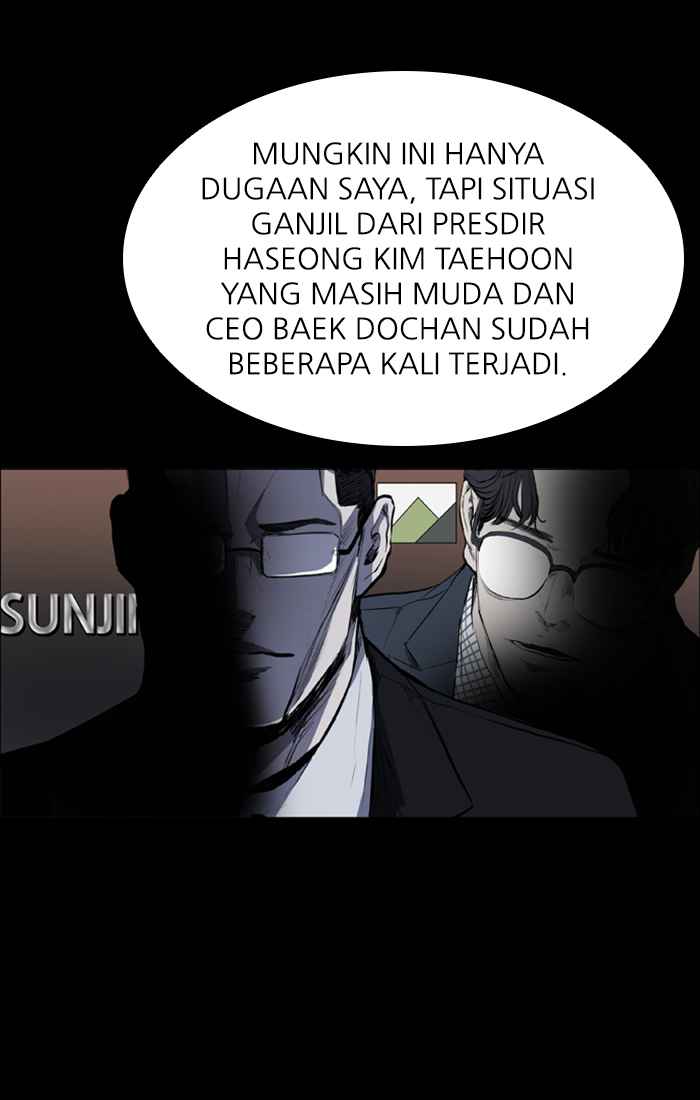 MUNGKIN INI HANYA
DUGAAN SAYA, TAPI SITUASI
GANJIL DARI PRESDIR
HASEONG KIM TAEHOON
YANG MASIH MUDA DAN
CEO BAEK DOCHAN SUDAH
BEBERAPA KALI TERJADI.